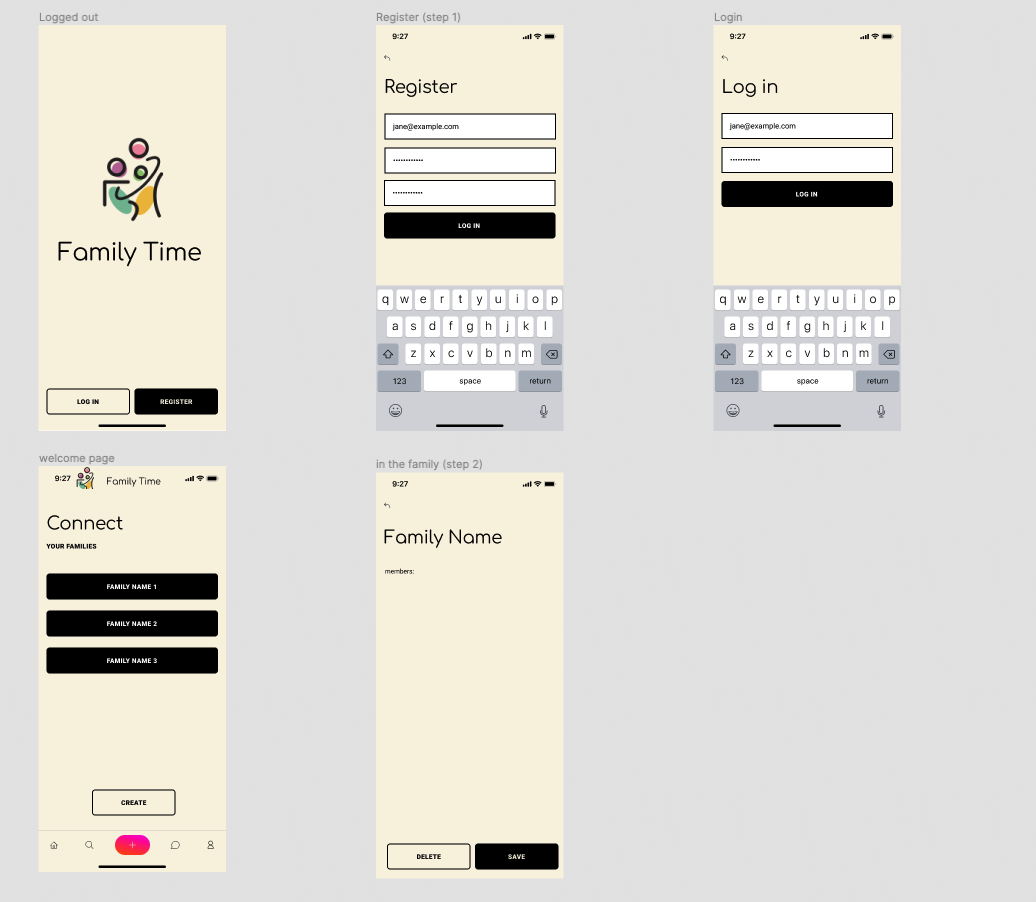 Logged out
Family Time
LOG IN
REGISTER
Register (step 1)
9:27
Register
jane@example.com
••••••••••••
••••••••••••
LOG IN
q w e r t y u i o p
a s d f g h j k l
z x c v b n m
123 space return
Login
9:27
Log in
jane@example.com
••••••••••••
LOG IN
q w e r t y u i o p
a s d f g h j k l
z x c v b n m
123 space return
welcome page
9:27 Family Time
Connect
YOUR FAMILIES
FAMILY NAME 1
FAMILY NAME 2
FAMILY NAME 3
CREATE
in the family (step 2)
9:27
Family Name
members:
DELETE
SAVE